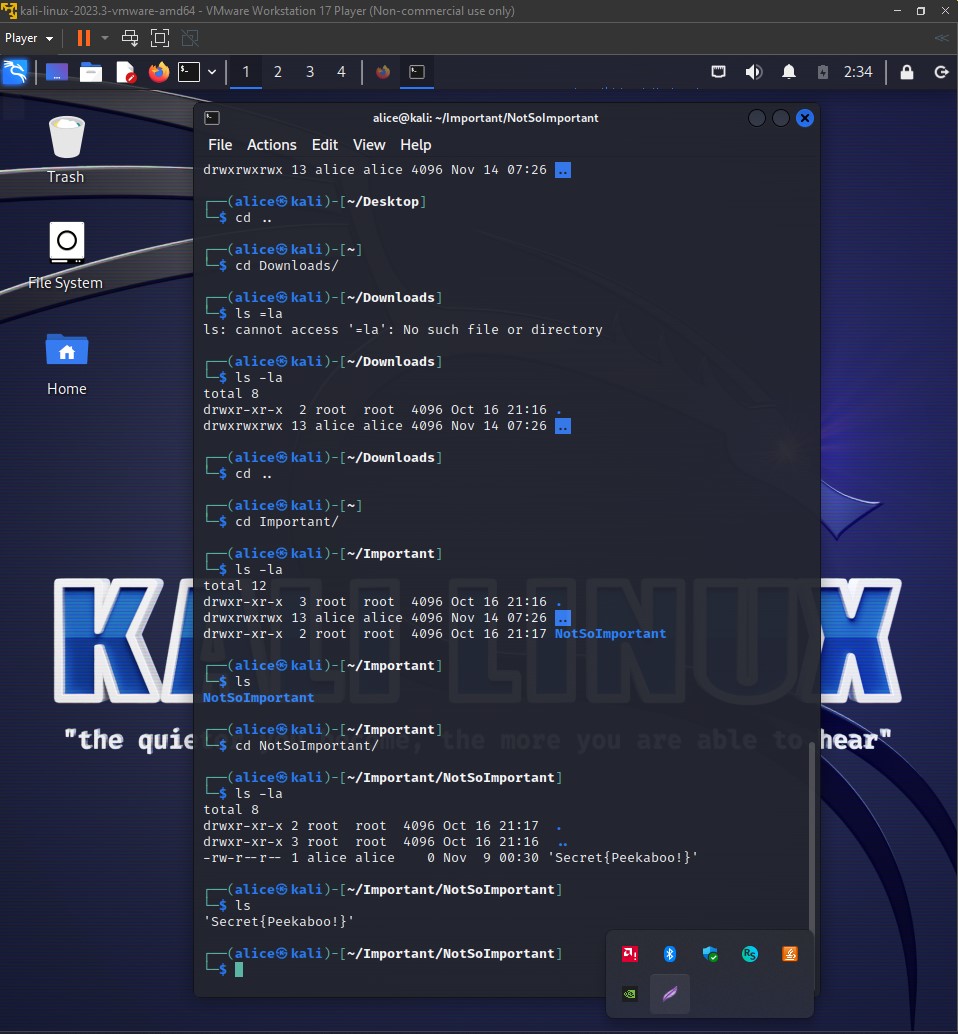 kali-linux-2023.3-vmware-amd64 - VMware Workstation 17 Player (Non-commercial use only)
Player
1 2 3 4 2:34
Trash
File System
Home
alice@kali: ~/Important/NotSoImportant
File Actions Edit View Help
drwxrwxrwx 13 alice alice 4096 Nov 14 07:26 ..
┌──(alice㉿kali)-[~/Desktop]
└─$ cd ..
┌──(alice㉿kali)-[~]
└─$ cd Downloads/
┌──(alice㉿kali)-[~/Downloads]
└─$ ls =la
ls: cannot access '=la': No such file or directory
┌──(alice㉿kali)-[~/Downloads]
└─$ ls -la
total 8
drwxr-xr-x  2 root  root  4096 Oct 16 21:16 .
drwxrwxrwx 13 alice alice 4096 Nov 14 07:26 ..
┌──(alice㉿kali)-[~/Downloads]
└─$ cd ..
┌──(alice㉿kali)-[~]
└─$ cd Important/
┌──(alice㉿kali)-[~/Important]
└─$ ls -la
total 12
drwxr-xr-x  3 root  root  4096 Oct 16 21:16 .
drwxrwxrwx 13 alice alice 4096 Nov 14 07:26 ..
drwxr-xr-x  2 root  root  4096 Oct 16 21:17 NotSoImportant
┌──(alice㉿kali)-[~/Important]
└─$ ls
NotSoImportant
┌──(alice㉿kali)-[~/Important]
└─$ cd NotSoImportant/
┌──(alice㉿kali)-[~/Important/NotSoImportant]
└─$ ls -la
total 8
drwxr-xr-x 2 root  root  4096 Oct 16 21:17  .
drwxr-xr-x 3 root  root  4096 Oct 16 21:16  ..
-rw-r--r-- 1 alice alice    0 Nov  9 00:30 'Secret{Peekaboo!}'
┌──(alice㉿kali)-[~/Important/NotSoImportant]
└─$ ls
'Secret{Peekaboo!}'
┌──(alice㉿kali)-[~/Important/NotSoImportant]
└─$
KALI LINUX
"the quie me, the more you are able to hear"
RS